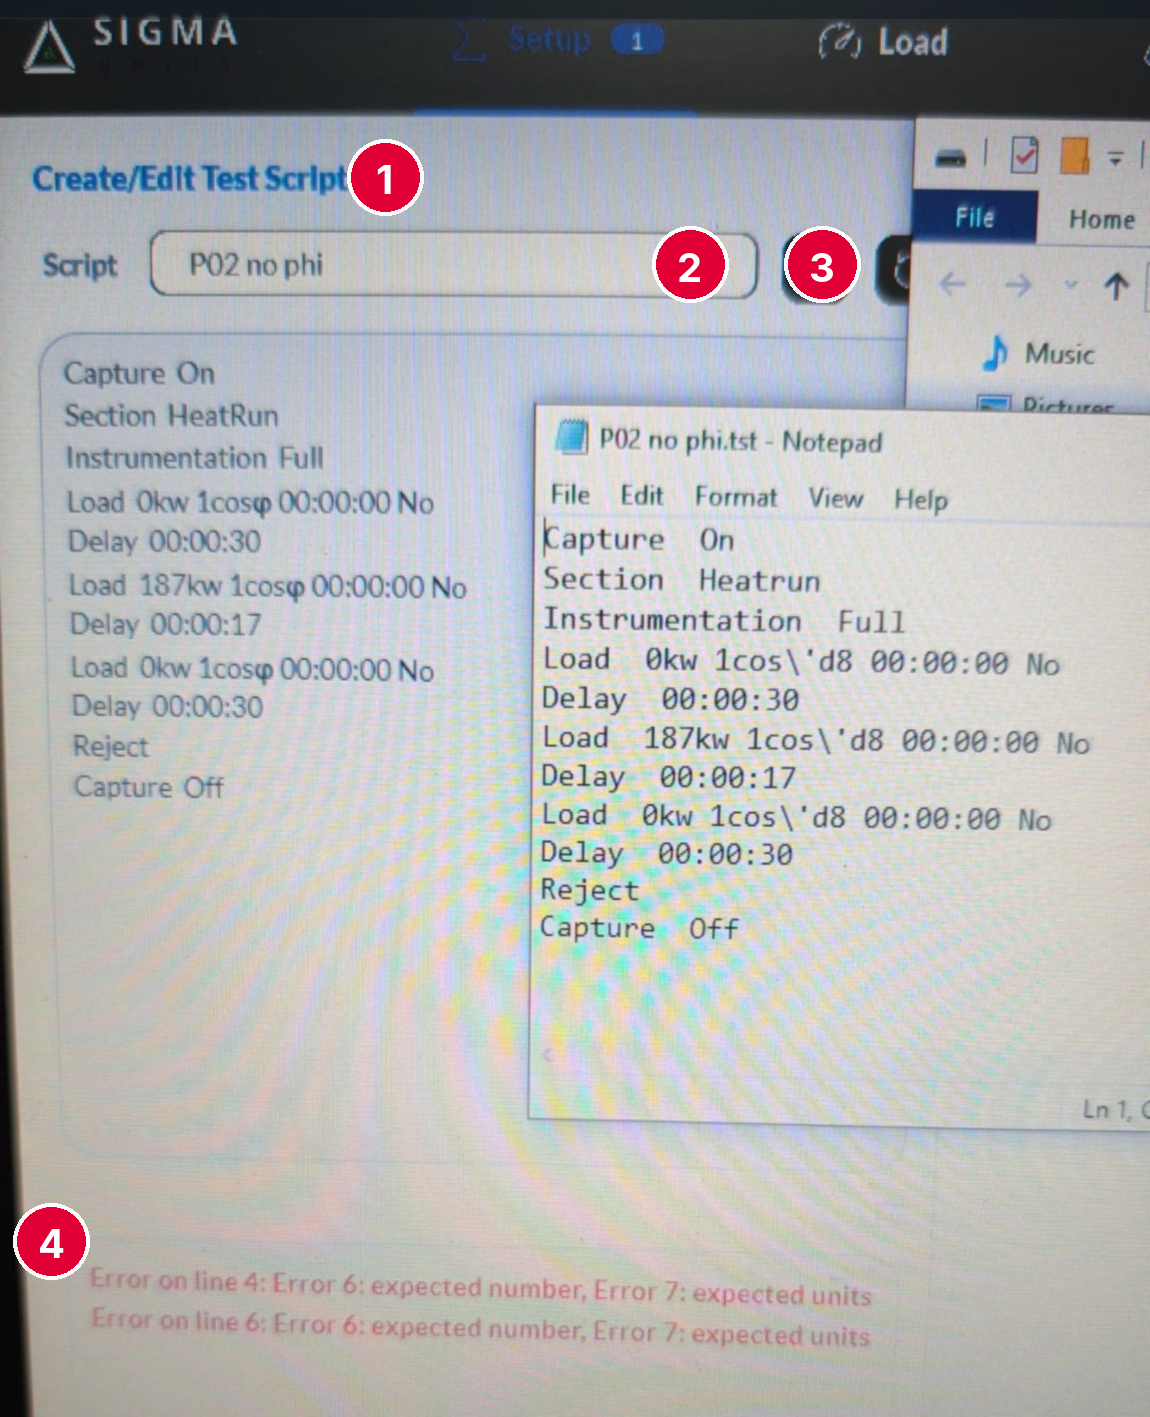 SIGMA
Setup 1
Load
Create/Edit Test Script
1
Script
P02 no phi
2
3
File
Home
Music
Pictures
Capture On
Section HeatRun
Instrumentation Full
Load 0kw 1cosφ 00:00:00 No
Delay 00:00:30
Load 187kw 1cosφ 00:00:00 No
Delay 00:00:17
Load 0kw 1cosφ 00:00:00 No
Delay 00:00:30
Reject
Capture Off
P02 no phi.tst - Notepad
File Edit Format View Help
Capture On
Section Heatrun
Instrumentation Full
Load 0kw 1cos\'d8 00:00:00 No
Delay 00:00:30
Load 187kw 1cos\'d8 00:00:00 No
Delay 00:00:17
Load 0kw 1cos\'d8 00:00:00 No
Delay 00:00:30
Reject
Capture Off
Ln 1,
4
Error on line 4: Error 6: expected number, Error 7: expected units
Error on line 6: Error 6: expected number, Error 7: expected units